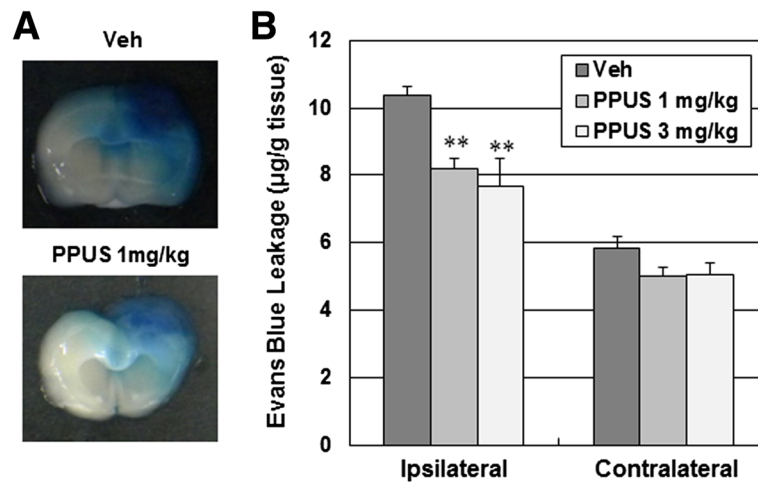 A
Veh
PPUS 1mg/kg
B
Evans Blue Leakage (μg/g tissue)
12
10
8
6
4
2
0
Veh
PPUS 1 mg/kg
PPUS 3 mg/kg
**
**
Ipsilateral
Contralateral